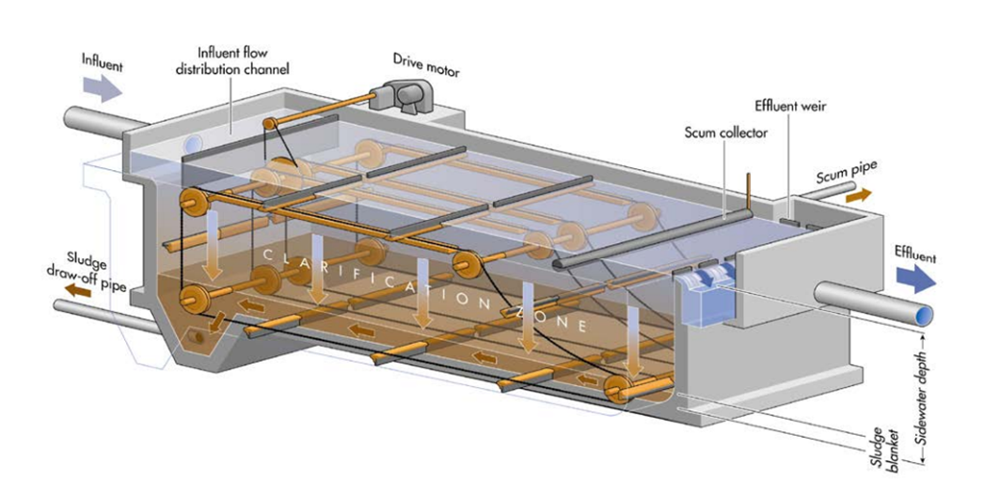 Influent
Influent flow
distribution channel
Drive motor
Effluent weir
Scum collector
Scum pipe
Sludge
draw-off pipe
CLARIFICATION ZONE
Effluent
Sidewater depth
Sludge
blanket